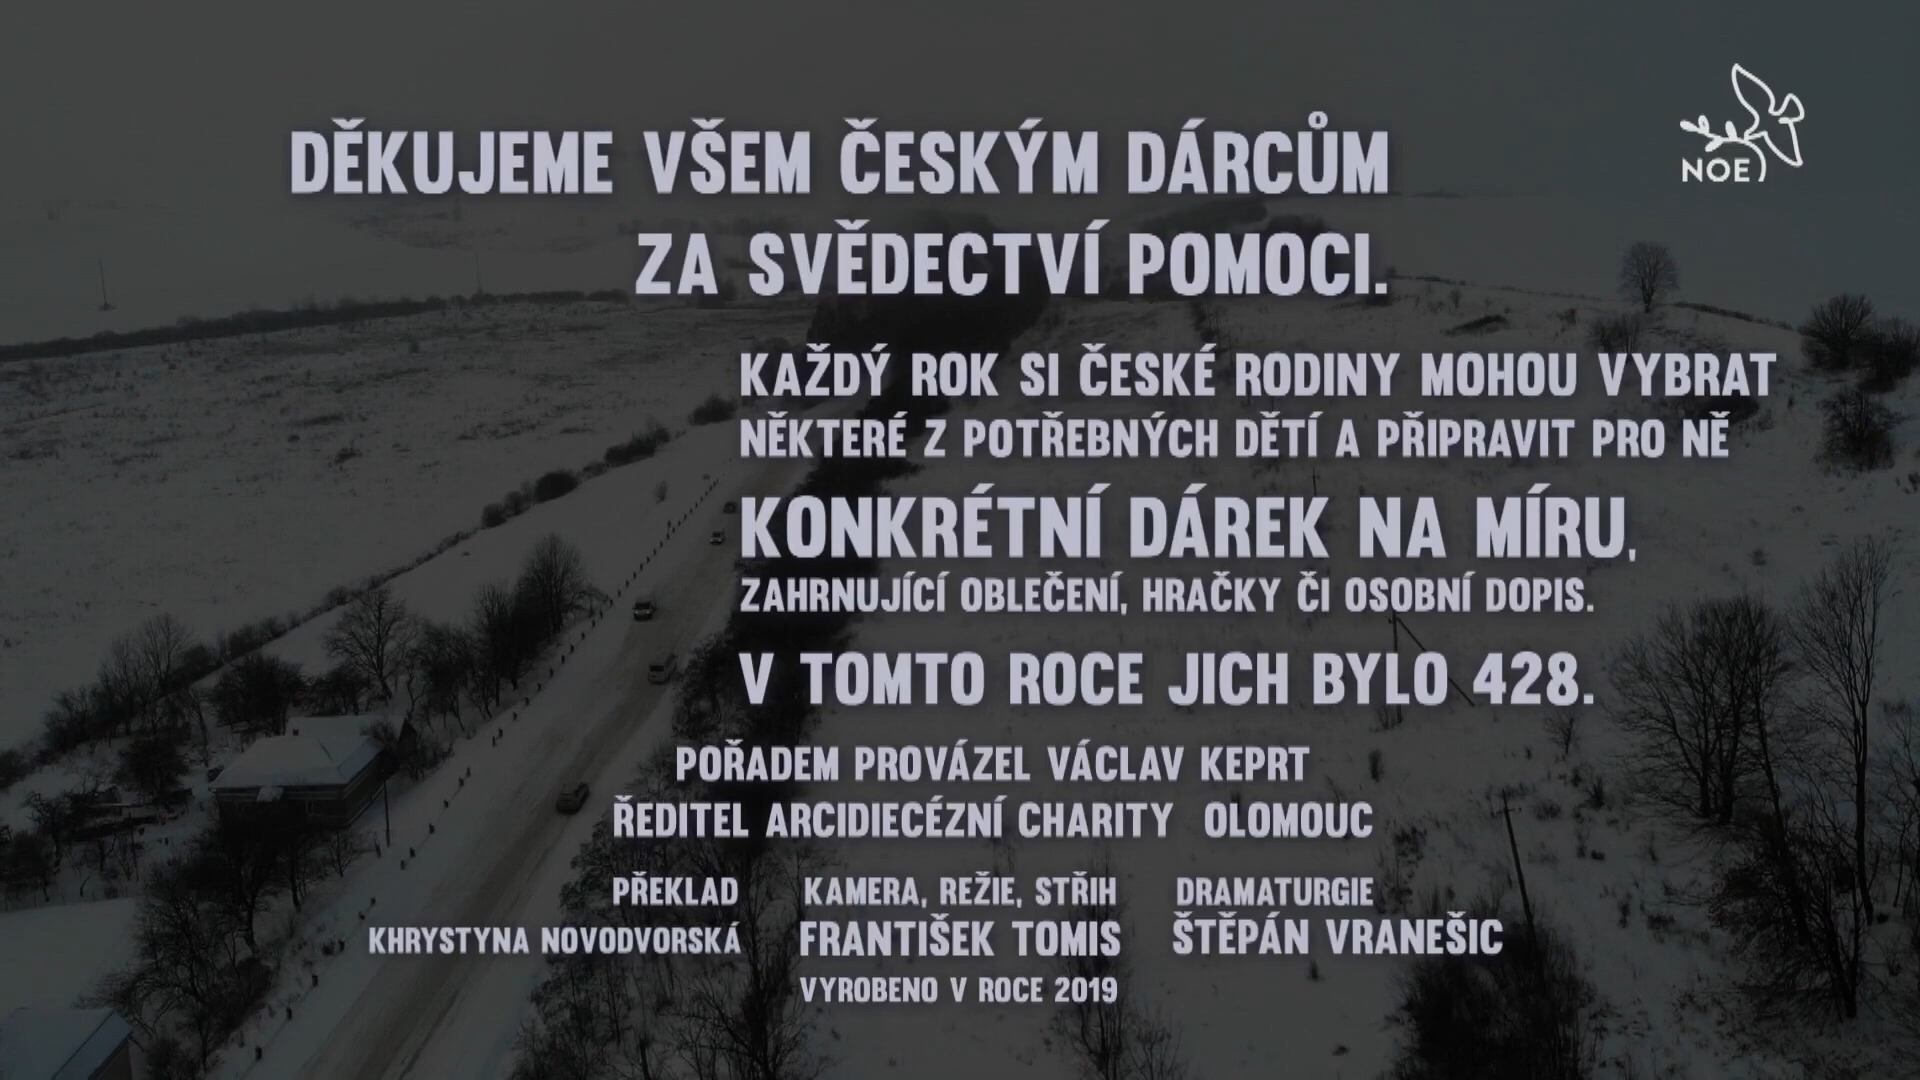 NOE
DĚKUJEME VŠEM ČESKÝM DÁRCŮM
ZA SVĚDECTVÍ POMOCI.
KAŽDÝ ROK SI ČESKÉ RODINY MOHOU VYBRAT
NĚKTERÉ Z POTŘEBNÝCH DĚTÍ A PŘIPRAVIT PRO NĚ
KONKRÉTNÍ DÁREK NA MÍRU,
ZAHRNUJÍCÍ OBLEČENÍ, HRAČKY ČI OSOBNÍ DOPIS.
V TOMTO ROCE JICH BYLO 428.
POŘADEM PROVÁZEL VÁCLAV KEPRT
ŘEDITEL ARCIDIECÉZNÍ CHARITY OLOMOUC
PŘEKLAD
KHRYSTYNA NOVODVORSKÁ
KAMERA, REŽIE, STŘIH
FRANTIŠEK TOMIS
DRAMATURGIE
ŠTĚPÁN VRANEŠIC
VYROBENO V ROCE 2019